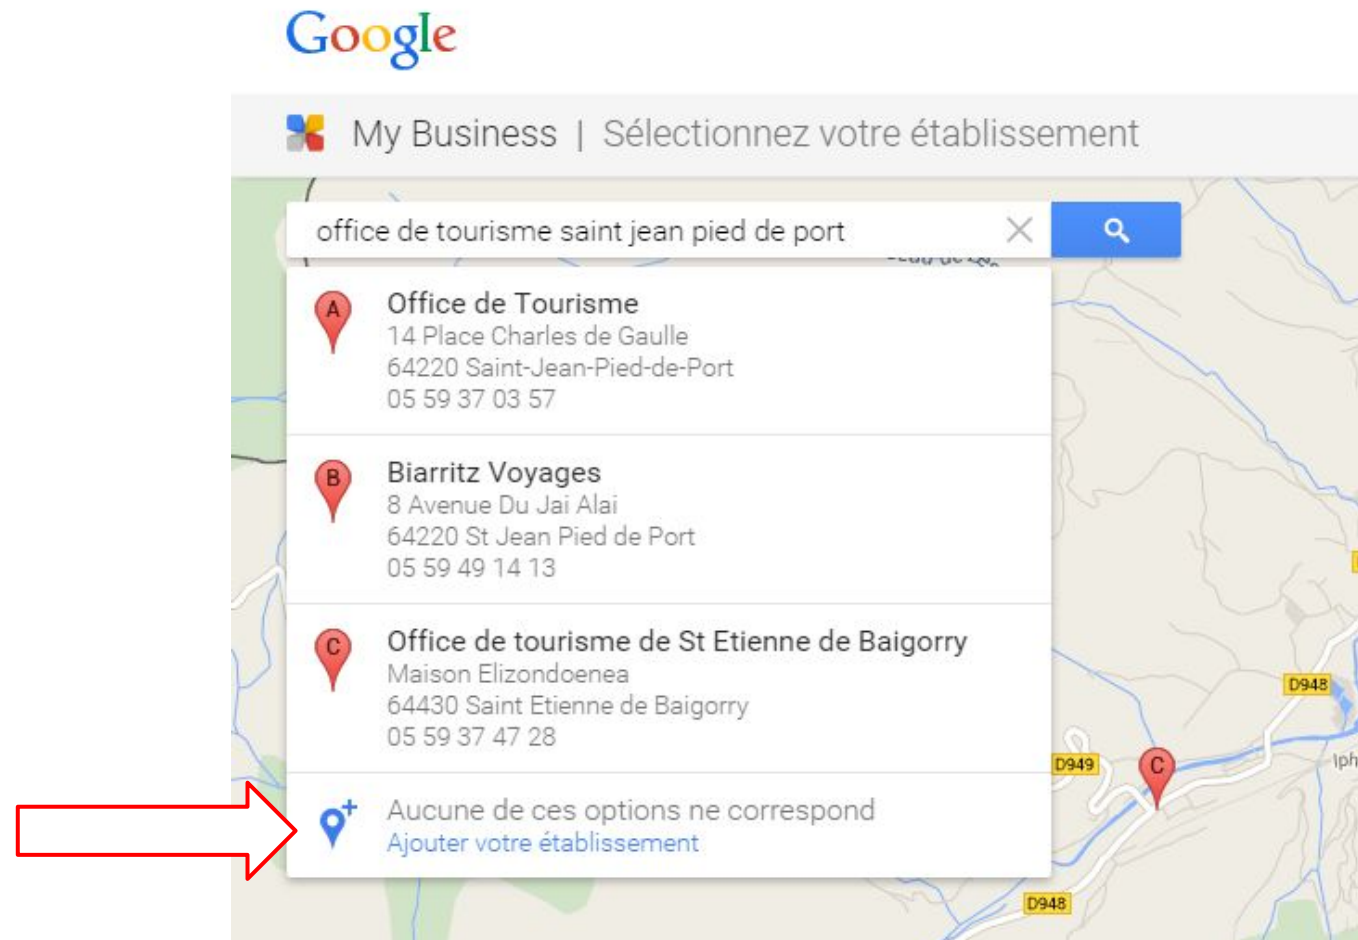 Google
My Business | Sélectionnez votre établissement
office de tourisme saint jean pied de port
A
Office de Tourisme
14 Place Charles de Gaulle
64220 Saint-Jean-Pied-de-Port
05 59 37 03 57
B
Biarritz Voyages
8 Avenue Du Jai Alai
64220 St Jean Pied de Port
05 59 49 14 13
C
Office de tourisme de St Etienne de Baigorry
Maison Elizondoenea
64430 Saint Etienne de Baigorry
05 59 37 47 28
Aucune de ces options ne correspond
Ajouter votre établissement
D948
D949
C
Iph
D948